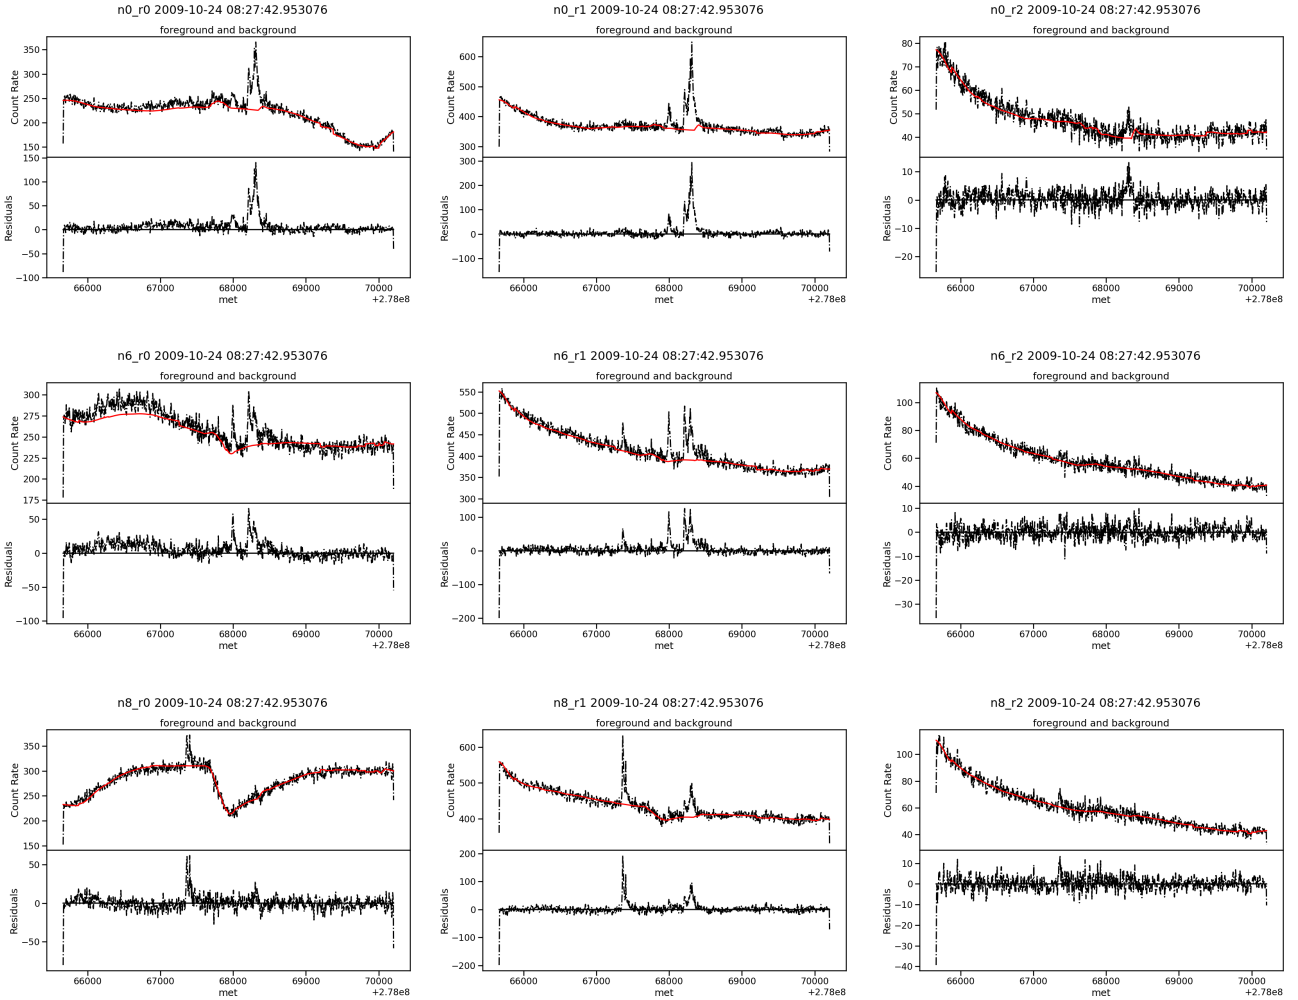 n0_r0 2009-10-24 08:27:42.953076
foreground and background
Count Rate
350
300
250
200
150
Residuals
150
100
50
0
−50
−100
66000 67000 68000 69000 70000
met
+2.78e8
n0_r1 2009-10-24 08:27:42.953076
foreground and background
Count Rate
600
500
400
300
Residuals
300
200
100
0
−100
66000 67000 68000 69000 70000
met
+2.78e8
n0_r2 2009-10-24 08:27:42.953076
foreground and background
Count Rate
80
70
60
50
40
Residuals
10
0
−10
−20
66000 67000 68000 69000 70000
met
+2.78e8
n6_r0 2009-10-24 08:27:42.953076
foreground and background
Count Rate
300
275
250
225
200
175
Residuals
50
0
−50
−100
66000 67000 68000 69000 70000
met
+2.78e8
n6_r1 2009-10-24 08:27:42.953076
foreground and background
Count Rate
550
500
450
400
350
300
Residuals
100
0
−100
−200
66000 67000 68000 69000 70000
met
+2.78e8
n6_r2 2009-10-24 08:27:42.953076
foreground and background
Count Rate
100
80
60
40
Residuals
10
0
−10
−20
−30
66000 67000 68000 69000 70000
met
+2.78e8
n8_r0 2009-10-24 08:27:42.953076
foreground and background
Count Rate
350
300
250
200
150
Residuals
50
0
−50
66000 67000 68000 69000 70000
met
+2.78e8
n8_r1 2009-10-24 08:27:42.953076
foreground and background
Count Rate
600
500
400
Residuals
200
100
0
−100
−200
66000 67000 68000 69000 70000
met
+2.78e8
n8_r2 2009-10-24 08:27:42.953076
foreground and background
Count Rate
100
80
60
40
Residuals
10
0
−10
−20
−30
−40
66000 67000 68000 69000 70000
met
+2.78e8